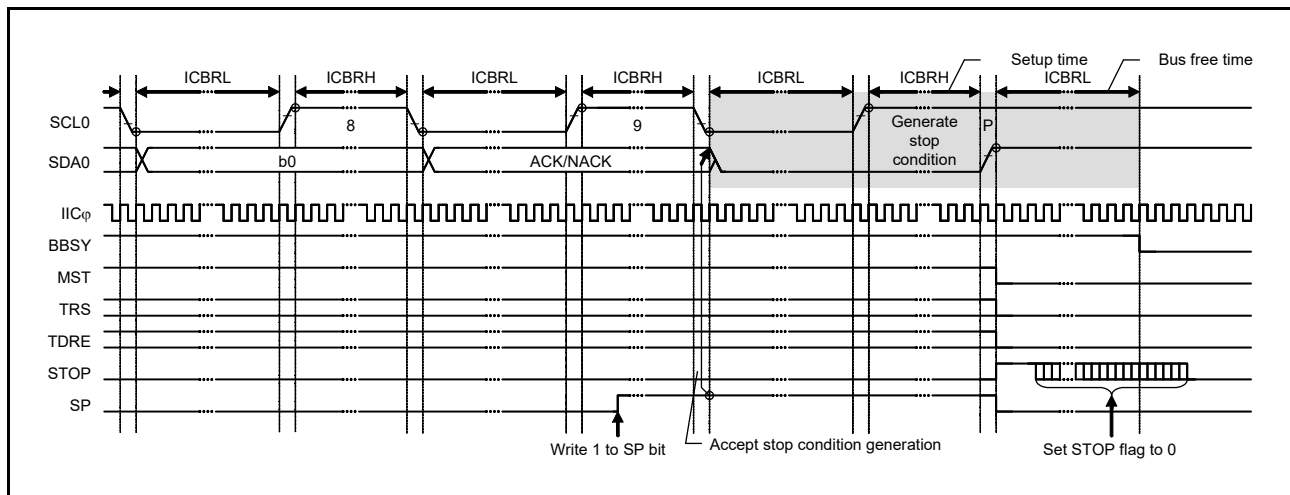 Setup time
Bus free time
ICBRL
ICBRH
ICBRL
ICBRH
ICBRL
ICBRH
ICBRL
SCL0
8
9
Generate
stop
condition
P
SDA0
b0
ACK/NACK
IICφ
BBSY
MST
TRS
TDRE
STOP
SP
Write 1 to SP bit
Accept stop condition generation
Set STOP flag to 0